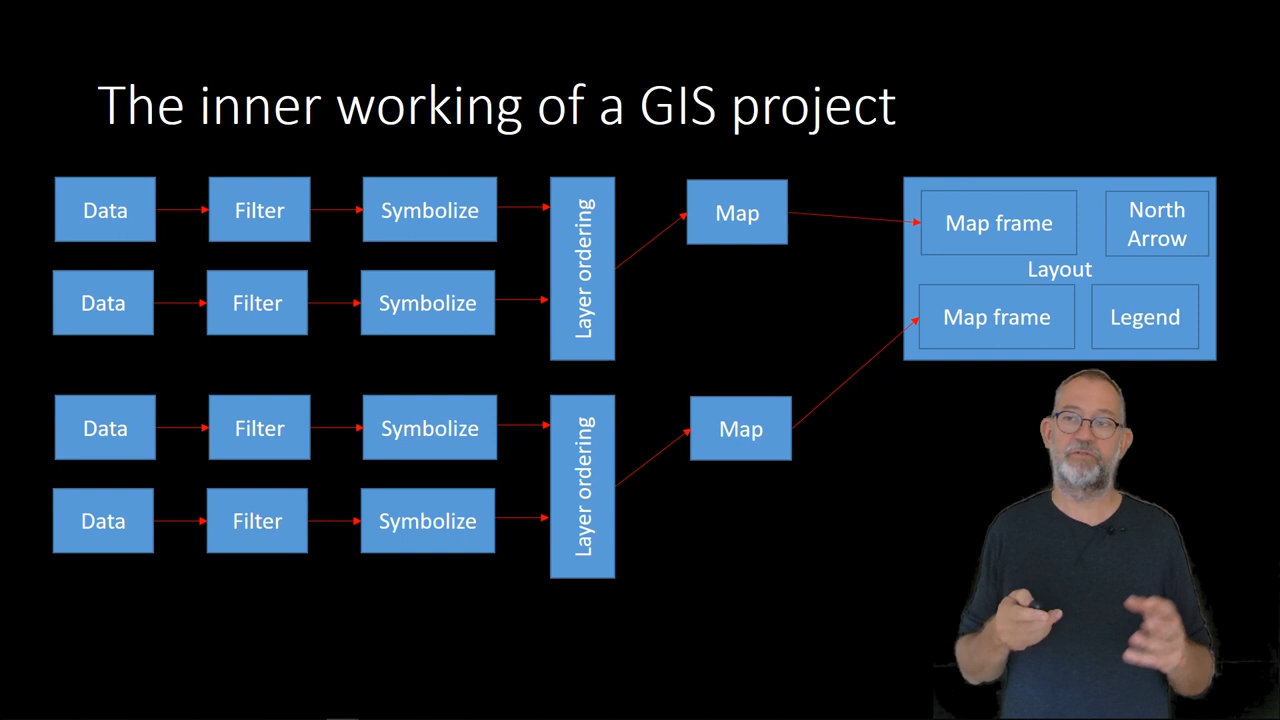 The inner working of a GIS project
Data
Filter
Symbolize
Data
Filter
Symbolize
Layer ordering
Map
Map frame
North
Arrow
Layout
Map frame
Legend
Data
Filter
Symbolize
Data
Filter
Symbolize
Layer ordering
Map